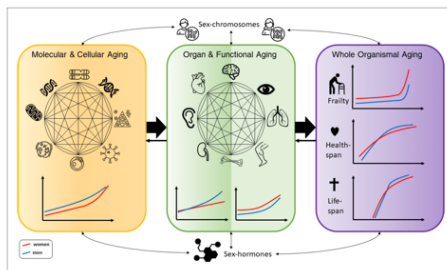 Sex-chromosomes
Molecular & Cellular Aging
Organ & Functional Aging
Whole Organismal Aging
Frailty
Health-
span
Life-
span
women
men
Sex-hormones